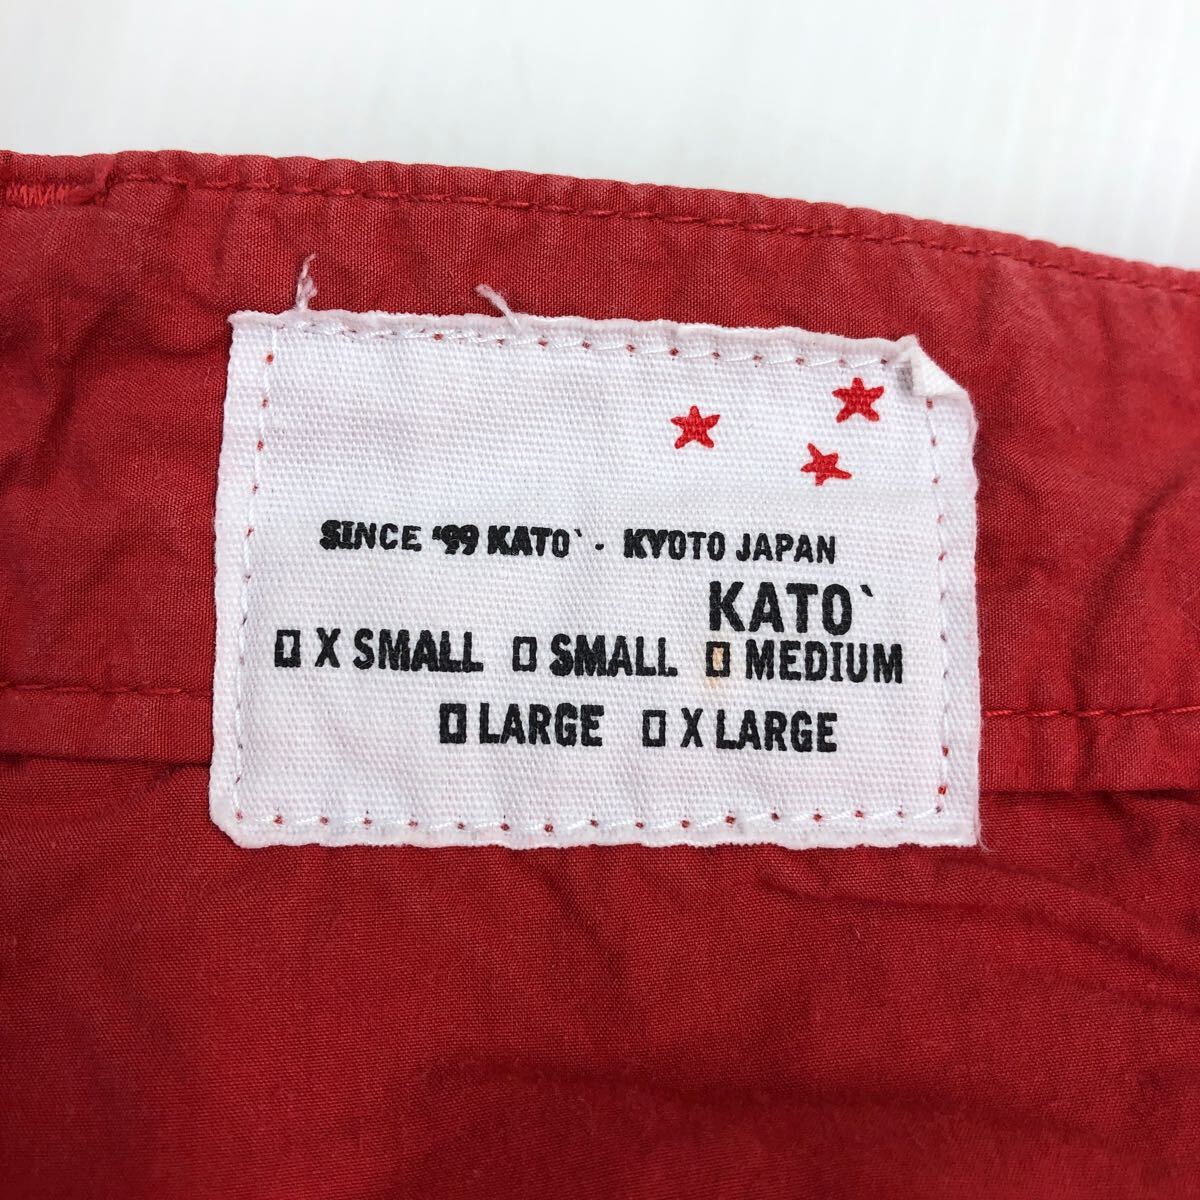 SINCE '99 KATO` · KYOTO JAPAN
KATO`
X SMALL SMALL MEDIUM
LARGE X LARGE